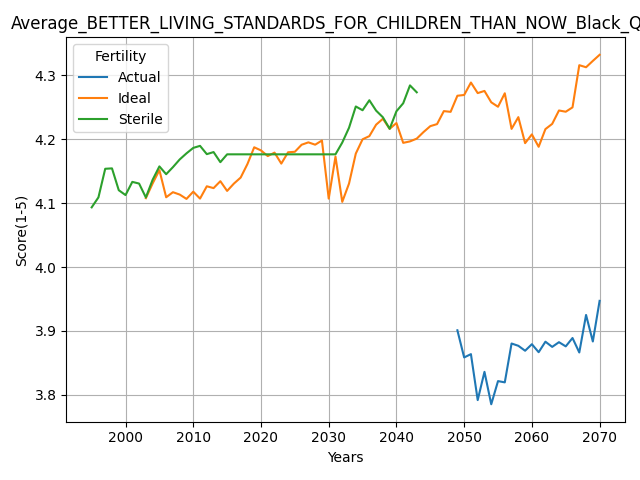 Average_BETTER_LIVING_STANDARDS_FOR_CHILDREN_THAN_NOW_Black_Q
Fertility
Actual
Ideal
Sterile
4.3
4.2
4.1
4.0
3.9
3.8
Score(1-5)
2000 2010 2020 2030 2040 2050 2060 2070
Years